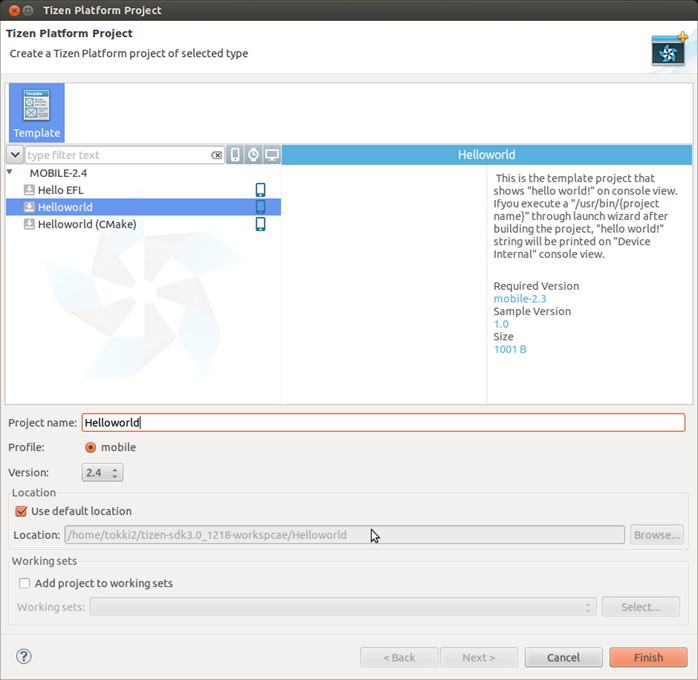 Tizen Platform Project
Tizen Platform Project
Create a Tizen Platform project of selected type
Template
Template
type filter text
Helloworld
MOBILE-2.4
Hello EFL
Helloworld
Helloworld (CMake)
This is the template project that
shows "hello world!" on console view.
Ifyou execute a "/usr/bin/{project
name}" through launch wizard after
building the project, "hello world!"
string will be printed on "Device
Internal" console view.
Required Version
mobile-2.3
Sample Version
1.0
Size
1001 B
Project name: Helloworld
Profile: mobile
Version: 2.4
Location
Use default location
Location: /home/tokki2/tizen-sdk3.0_1218-workspcae/Helloworld Browse...
Working sets
Add project to working sets
Working sets: Select...
? < Back Next > Cancel Finish